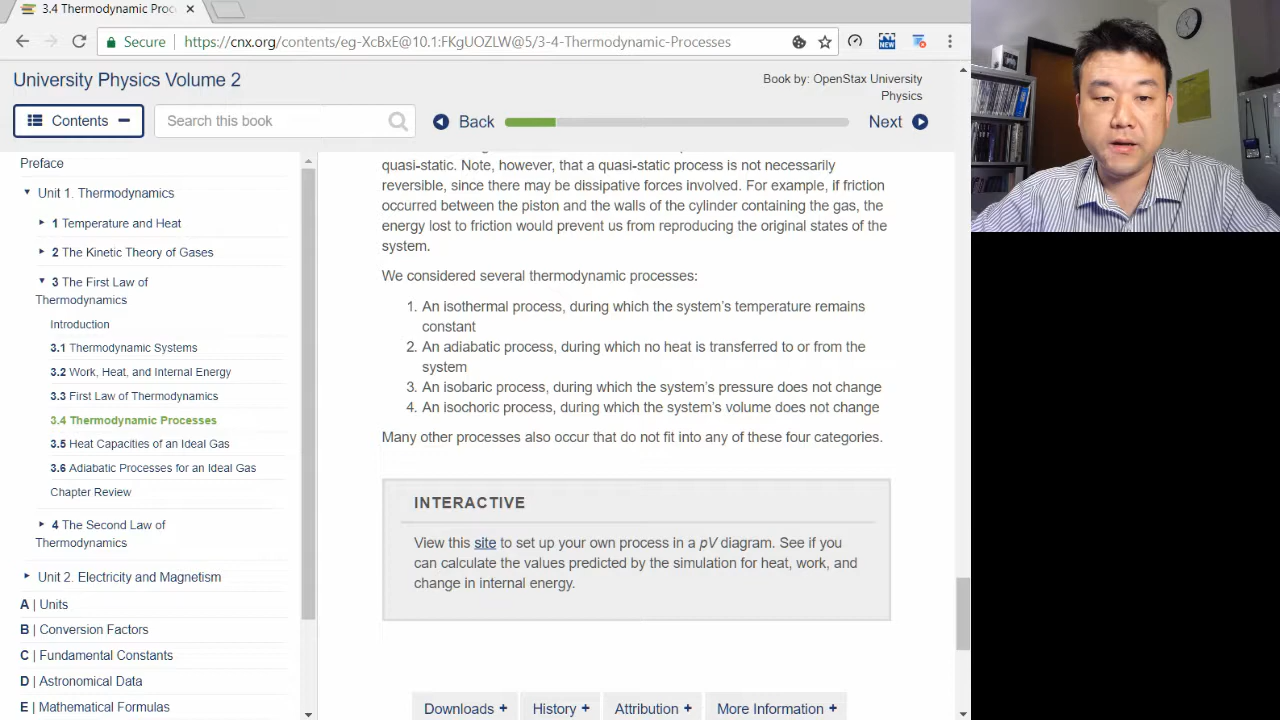 3.4 Thermodynamic Proc
Secure
https://cnx.org/contents/eg-XcBxE@10.1:FKgUOZLW@5/3-4-Thermodynamic-Processes
NEW
University Physics Volume 2
Book by: OpenStax University
Physics
Contents
Search this book
Back
Next
Preface
Unit 1. Thermodynamics
1 Temperature and Heat
2 The Kinetic Theory of Gases
3 The First Law of
Thermodynamics
Introduction
3.1 Thermodynamic Systems
3.2 Work, Heat, and Internal Energy
3.3 First Law of Thermodynamics
3.4 Thermodynamic Processes
3.5 Heat Capacities of an Ideal Gas
3.6 Adiabatic Processes for an Ideal Gas
Chapter Review
4 The Second Law of
Thermodynamics
Unit 2. Electricity and Magnetism
A | Units
B | Conversion Factors
C | Fundamental Constants
D | Astronomical Data
E | Mathematical Formulas
quasi-static. Note, however, that a quasi-static process is not necessarily
reversible, since there may be dissipative forces involved. For example, if friction
occurred between the piston and the walls of the cylinder containing the gas, the
energy lost to friction would prevent us from reproducing the original states of the
system.
We considered several thermodynamic processes:
1. An isothermal process, during which the system's temperature remains
constant
2. An adiabatic process, during which no heat is transferred to or from the
system
3. An isobaric process, during which the system's pressure does not change
4. An isochoric process, during which the system's volume does not change
Many other processes also occur that do not fit into any of these four categories.
INTERACTIVE
View this site to set up your own process in a pV diagram. See if you
can calculate the values predicted by the simulation for heat, work, and
change in internal energy.
Downloads +
History +
Attribution +
More Information +